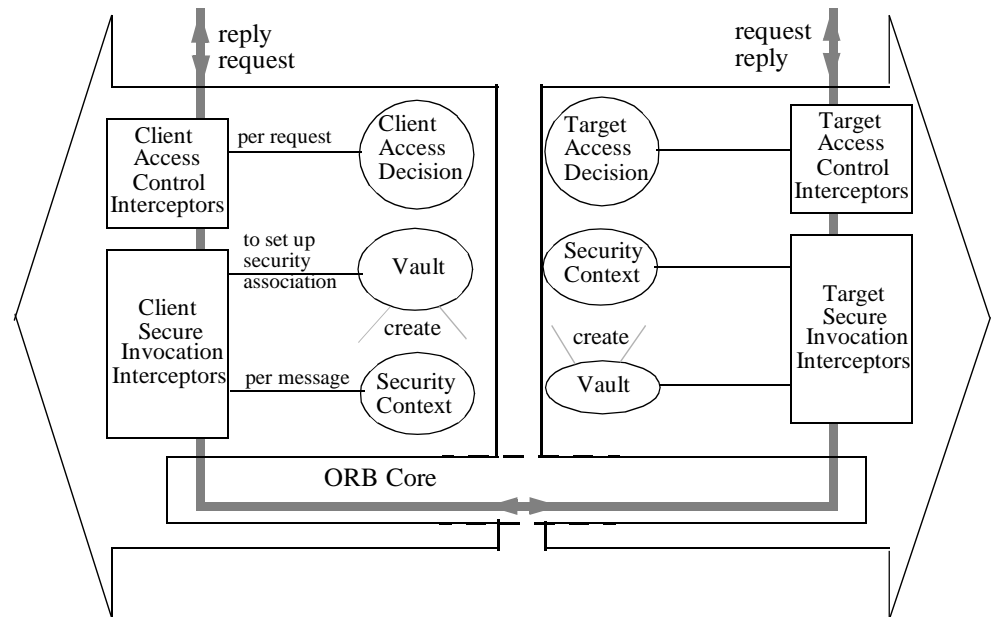 reply
request
request
reply
Client
Access
Control
Interceptors
per request
Client
Access
Decision
Target
Access
Decision
Target
Access
Control
Interceptors
to set up
security
association
Vault
Security
Context
Client
Secure
Invocation
Interceptors
create
create
Target
Secure
Invocation
Interceptors
per message
Security
Context
Vault
ORB Core